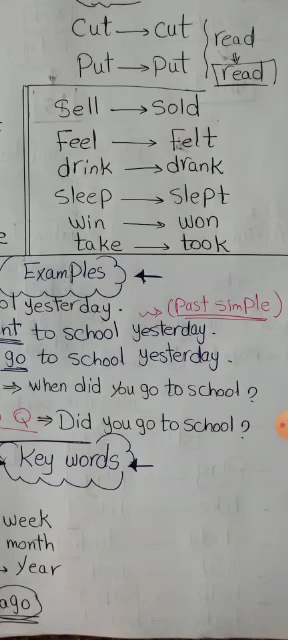 Cut → cut
read
Put → Put
read
Sell → Sold
Feel → Felt
drink → drank
Sleep → Slept
win → won
take → took
Examples
yesterday. (Past simple)
to school yesterday.
go to school yesterday.
⇒ when did you go to school?
Q ⇒ Did you go to school?
Key words
week
month
→ year
ago